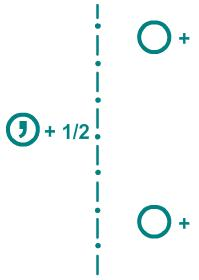 +
, + 1/2
+